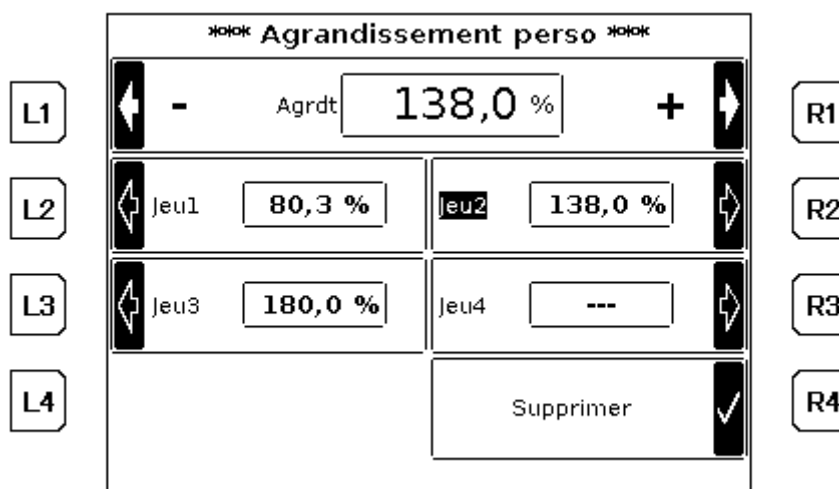 *** Agrandissement perso ***
L1 - Agrdt 138,0 % + R1
L2 Jeu1 80,3 % Jeu2 138,0 % R2
L3 Jeu3 180,0 % Jeu4 --- R3
L4 Supprimer R4